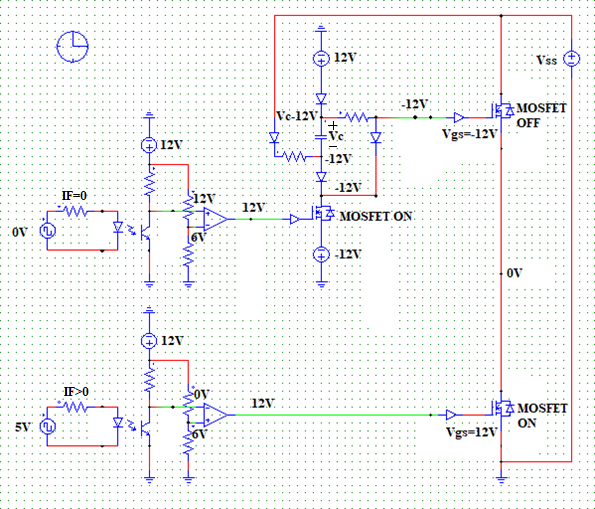 12V
Vss
Vc-12V
-12V
MOSFET
OFF
+
Vc
-
Vgs=-12V
12V
-12V
IF=0
12V
12V
-12V
MOSFET ON
0V
6V
-12V
0V
12V
IF>0
0V
12V
MOSFET
ON
5V
6V
Vgs=12V